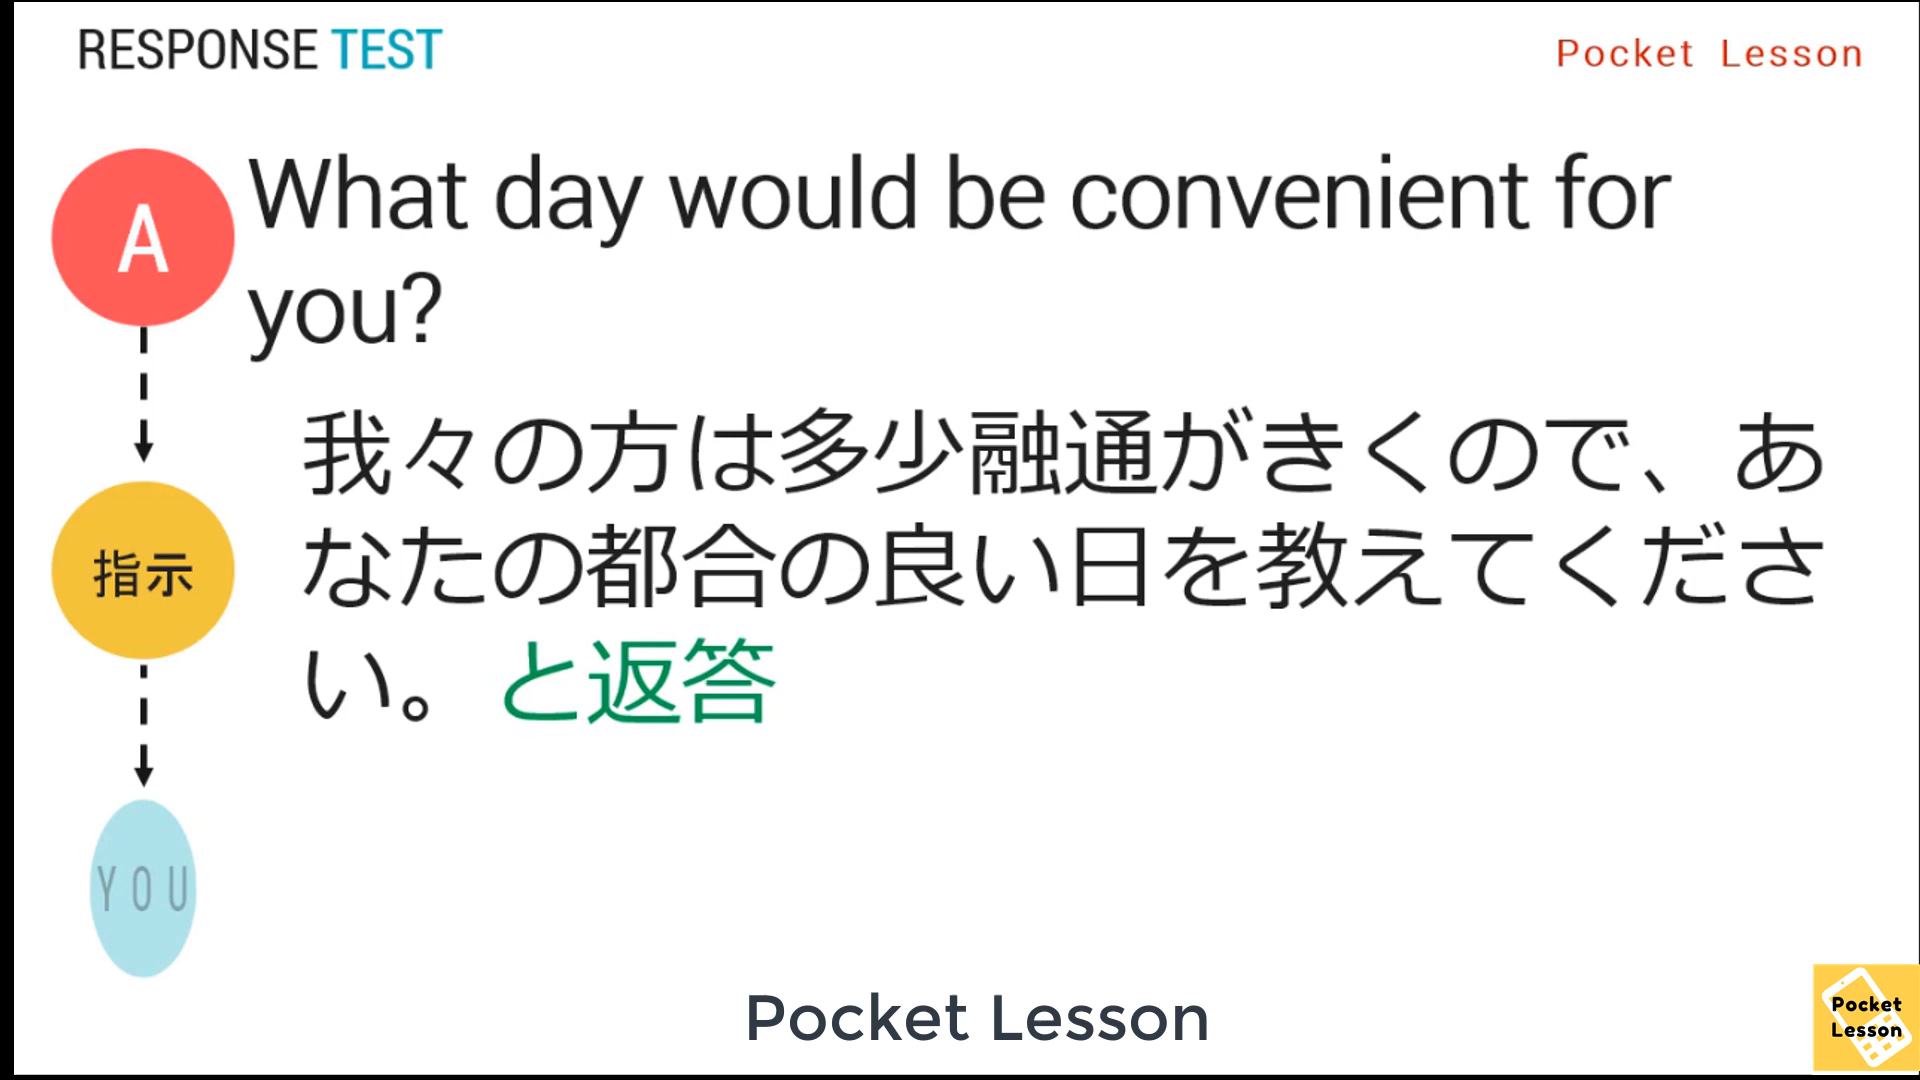 RESPONSE TEST
Pocket Lesson
A
What day would be convenient for
you?
指示
我々の方は多少融通がきくので、あ
なたの都合の良い日を教えてくださ
い。と返答
YOU
Pocket Lesson
Pocket
Lesson